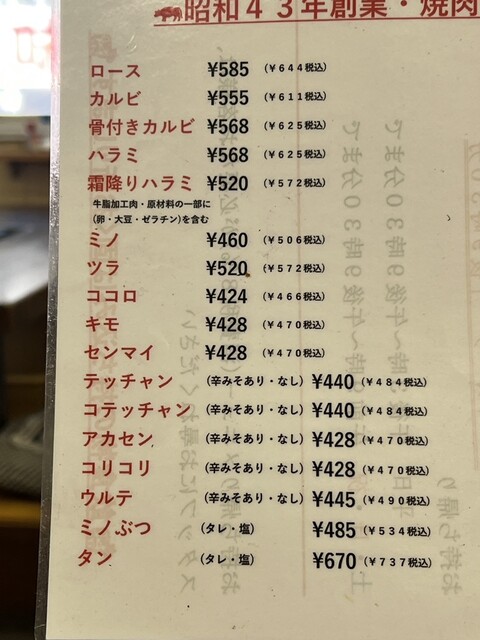 昭和４３年創業・焼肉
ロース ¥585 （￥６４４税込）
カルビ ¥555 （￥６１１税込）
骨付きカルビ ¥568 （￥６２５税込）
ハラミ ¥568 （￥６２５税込）
霜降りハラミ ¥520 （￥５７２税込）
牛脂加工肉・原材料の一部に
(卵・大豆・ゼラチン)を含む
ミノ ¥460 （￥５０６税込）
ツラ ¥520 （￥５７２税込）
ココロ ¥424 （￥４６６税込）
キモ ¥428 （￥４７０税込）
センマイ ¥428 （￥４７０税込）
テッチャン （辛みそあり・なし） ¥440 （￥４８４税込）
コテッチャン （辛みそあり・なし） ¥440 （￥４８４税込）
アカセン （辛みそあり・なし） ¥428 （￥４７０税込）
コリコリ （辛みそあり・なし） ¥428 （￥４７０税込）
ウルテ （辛みそあり・なし） ¥445 （￥４９０税込）
ミノぶつ （タレ・塩） ¥485 （￥５３４税込）
タン （タレ・塩） ¥670 （￥７３７税込）